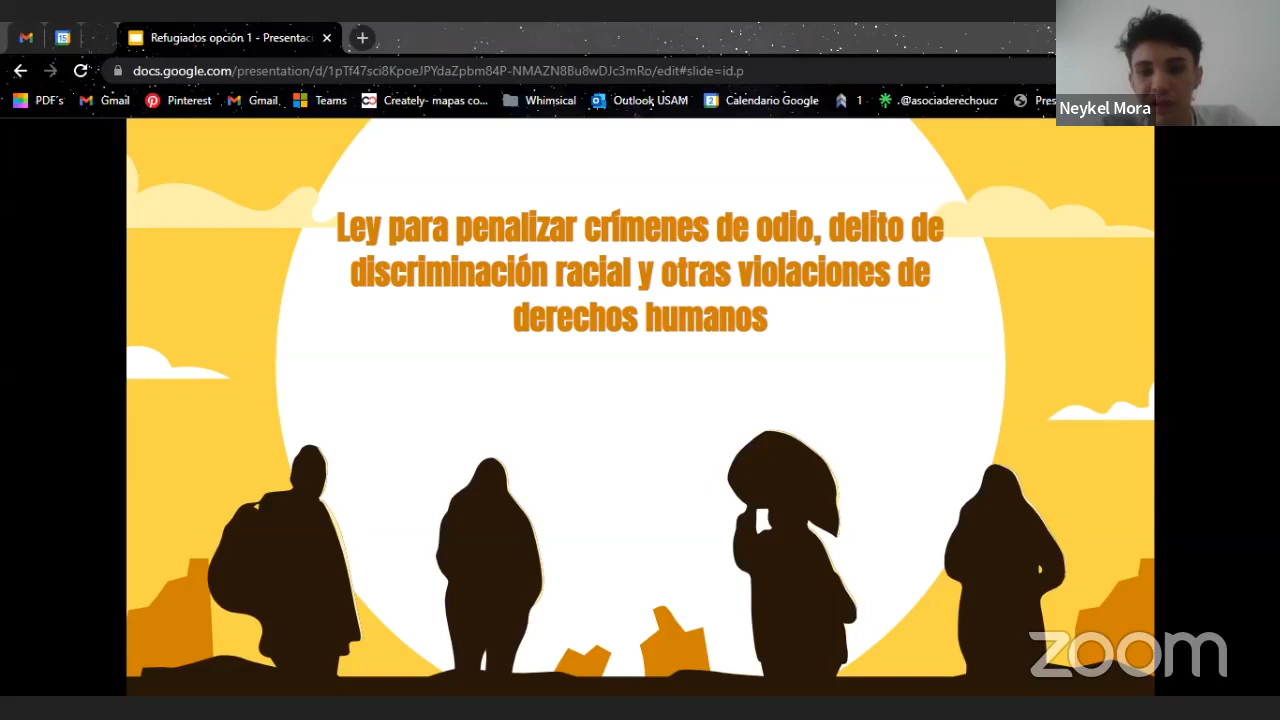 Refugiados opción 1 - Presentaci
docs.google.com/presentation/d/1pTf47sci8KpoeJPYdaZpbm84P-NMAZN8Bu8wDJc3mRo/edit#slide=id.p
PDF's Gmail Pinterest Gmail Teams Creately- mapas co... Whimsical Outlook USAM Calendario Google 1 .@asociaderechoucr Pres
Neykel Mora
Ley para penalizar crímenes de odio, delito de
discriminación racial y otras violaciones de
derechos humanos
zoom